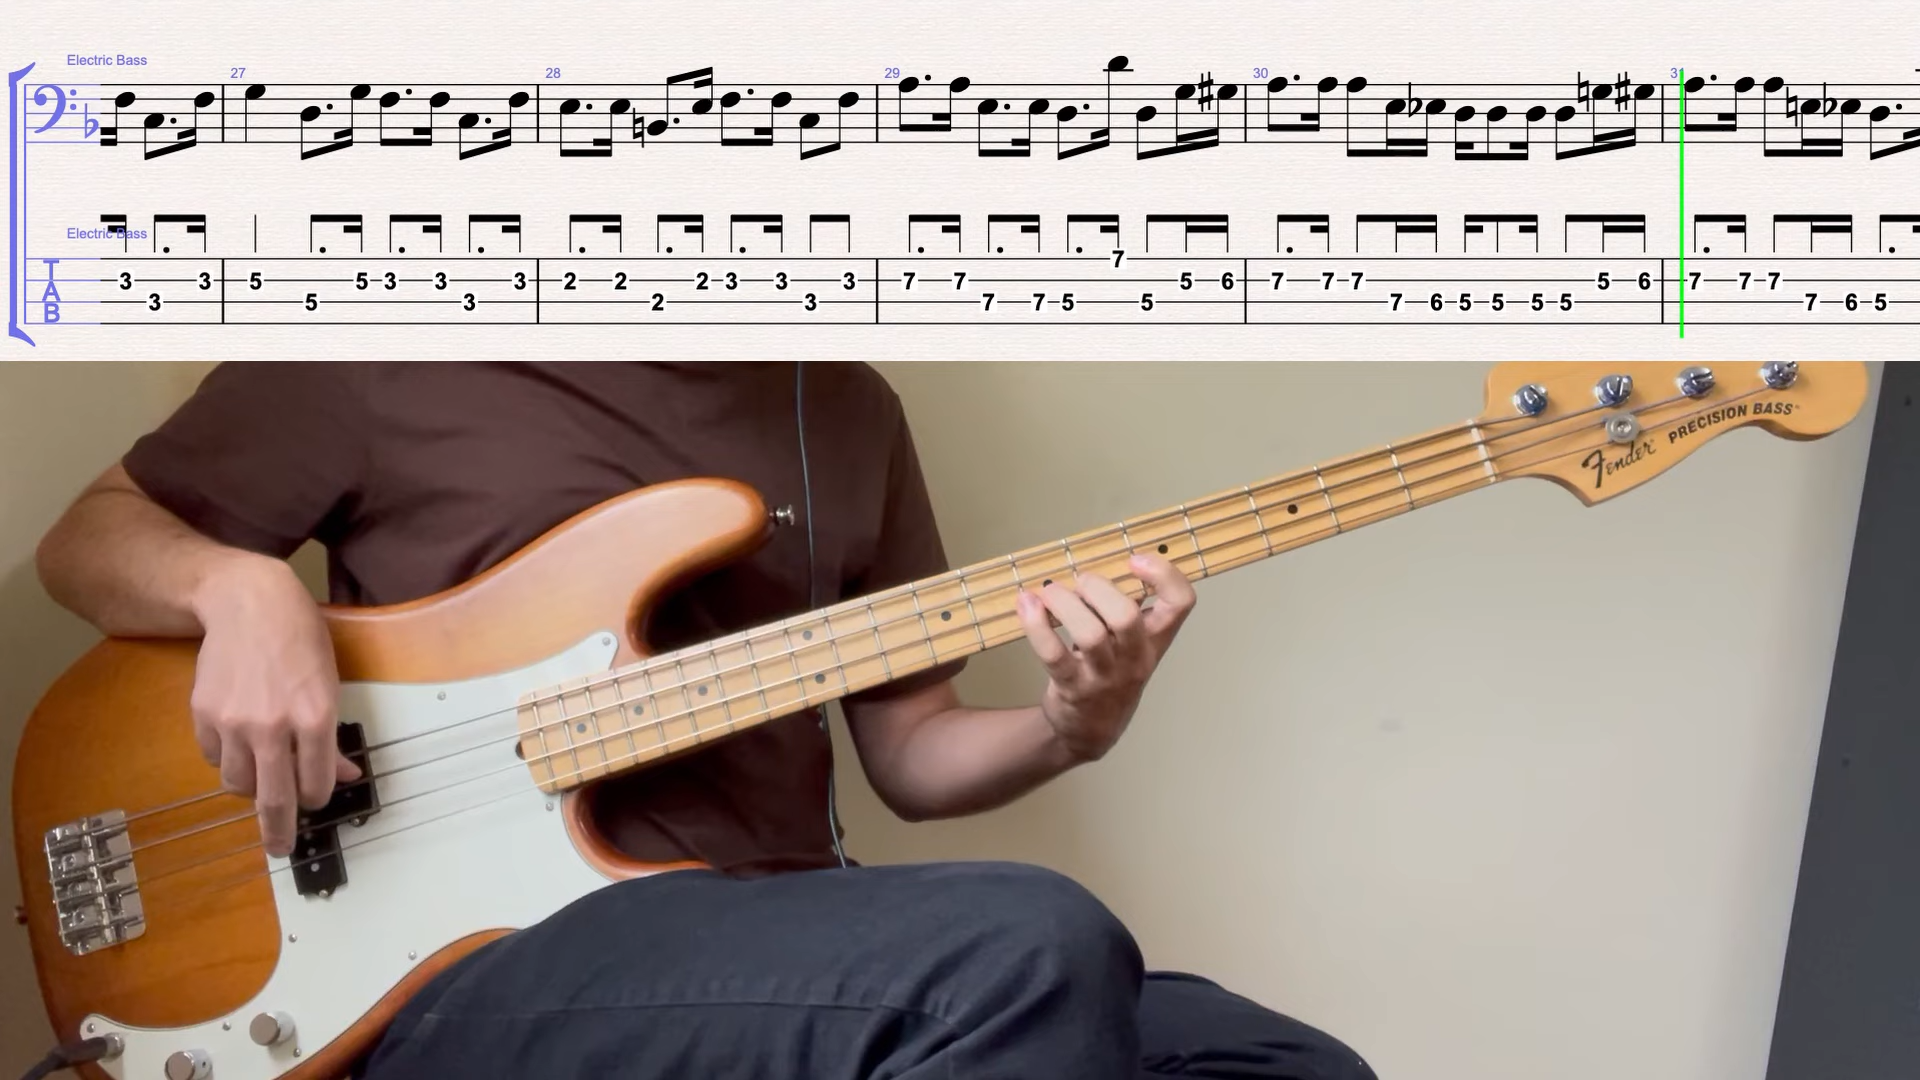 Electric Bass
27 28 29 30 31
Electric Bass
7
T 3 3 5 5 3 3 3 2 2 2 3 3 3 7 7 5 6 7 7 7 5 6 7 7 7
A 3 5 3 2 3 7 7 5 5 7 6 5 5 5 5 7 6 5
B
Fender PRECISION BASS